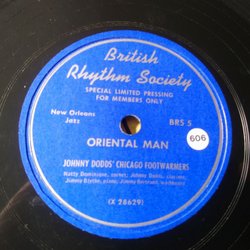 British
Rhythm Society
SPECIAL LIMITED PRESSING
FOR MEMBERS ONLY
New Orleans
Jazz
BRS 5
ORIENTAL MAN
606
JOHNNY DODDS' CHICAGO FOOTWARMERS
Natty Dominique, cornet; Johnny Dodds, clarinet;
Jimmy Blythe, piano; Jimmy Bertrand, washboard
(X 28629)